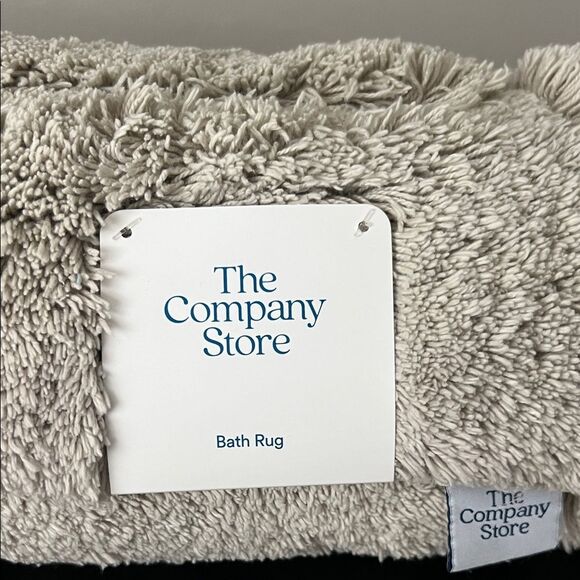 The
Company
Store
Bath Rug
The
Company
Store